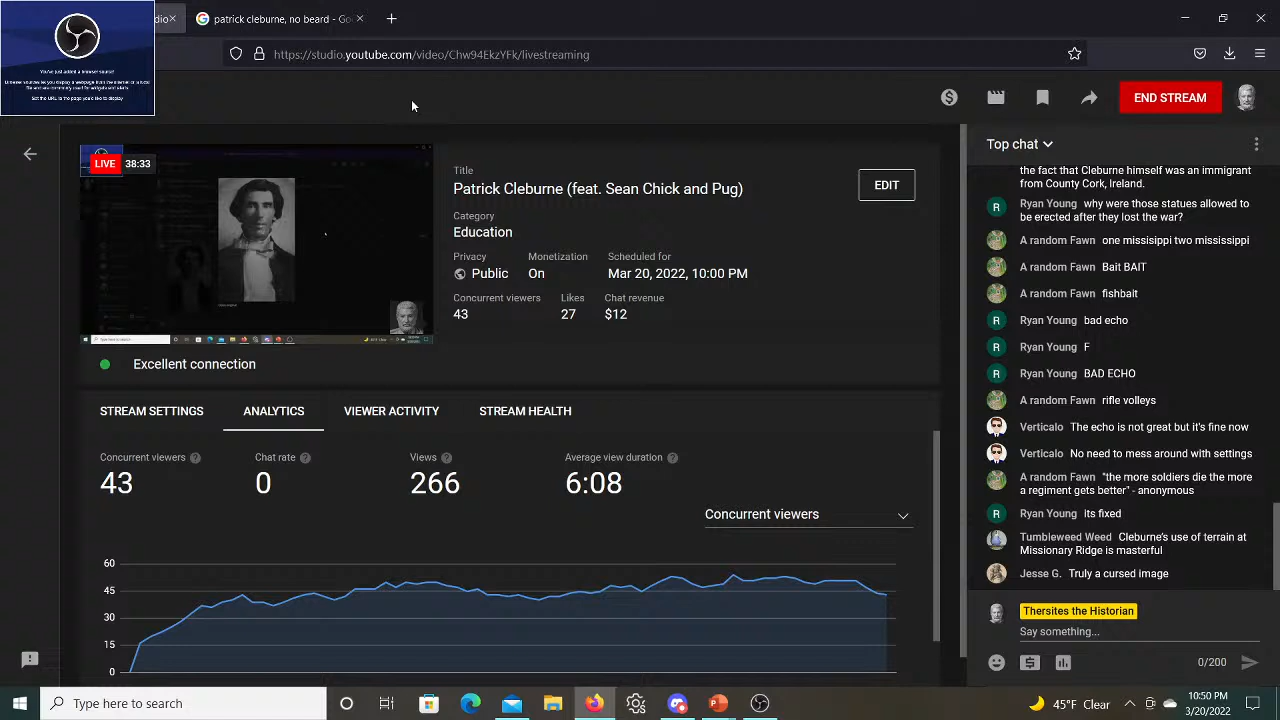 dio
patrick cleburne, no beard - Go
You've just added a browser source!
https://studio.youtube.com/video/Chw94EkzYFk/livestreaming
END STREAM
LIVE 38:33
Title
Patrick Cleburne (feat. Sean Chick and Pug)
EDIT
Category
Education
Privacy Monetization Scheduled for
Public On Mar 20, 2022, 10:00 PM
Concurrent viewers Likes Chat revenue
43 27 $12
Excellent connection
STREAM SETTINGS ANALYTICS VIEWER ACTIVITY STREAM HEALTH
Concurrent viewers Chat rate Views Average view duration
43 0 266 6:08
Concurrent viewers
60
45
30
15
0
Top chat
the fact that Cleburne himself was an immigrant
from County Cork, Ireland.
R Ryan Young why were those statues allowed to
be erected after they lost the war?
A random Fawn one missisippi two mississippi
A random Fawn Bait BAIT
A random Fawn fishbait
R Ryan Young bad echo
R Ryan Young F
R Ryan Young BAD ECHO
A random Fawn rifle volleys
Verticalo The echo is not great but it's fine now
Verticalo No need to mess around with settings
A random Fawn "the more soldiers die the more
a regiment gets better" - anonymous
R Ryan Young Its fixed
Tumbleweed Weed Cleburne's use of terrain at
Missionary Ridge is masterful
Jesse G. Truly a cursed image
Thersites the Historian
Say something...
0/200
Type here to search
45°F Clear
10:50 PM
3/20/2022